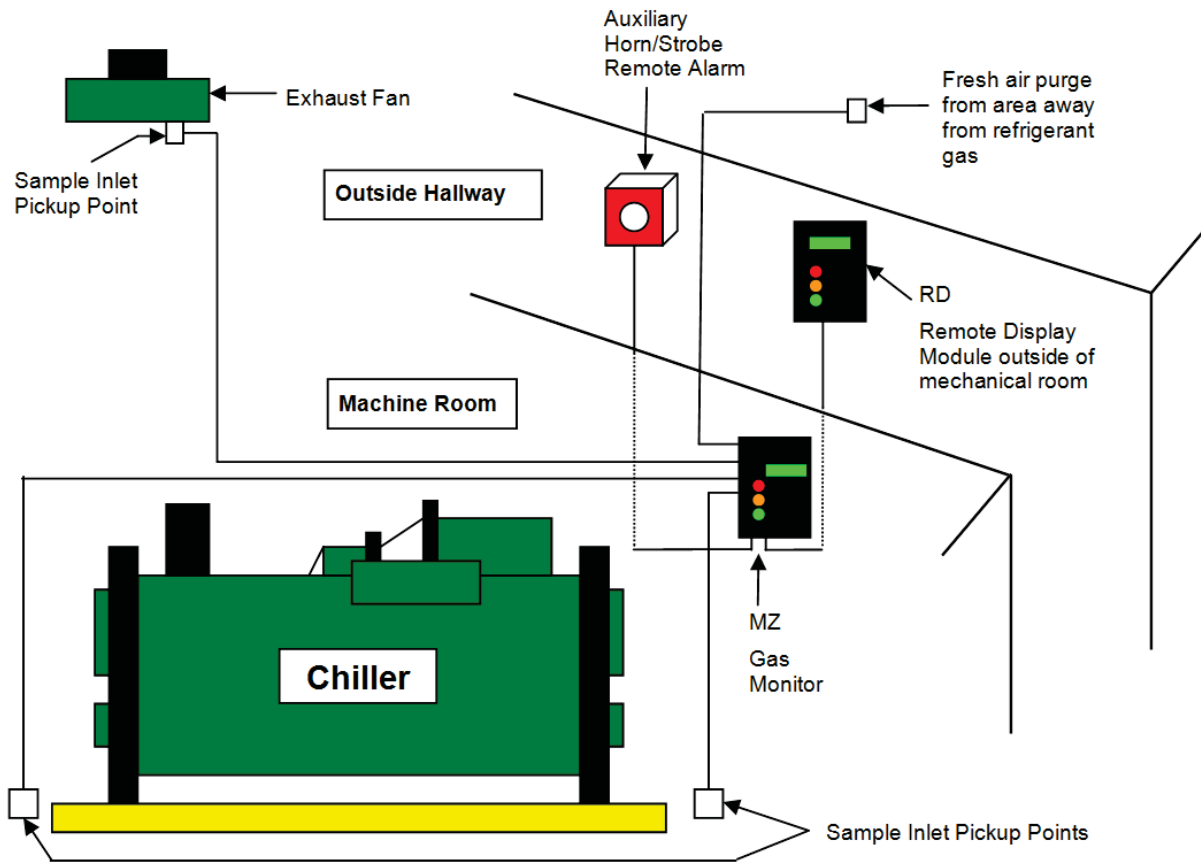 Auxiliary
Horn/Strobe
Remote Alarm
Exhaust Fan
Fresh air purge
from area away
from refrigerant
gas
Sample Inlet
Pickup Point
Outside Hallway
RD
Remote Display
Module outside of
mechanical room
Machine Room
MZ
Gas
Monitor
Chiller
Sample Inlet Pickup Points